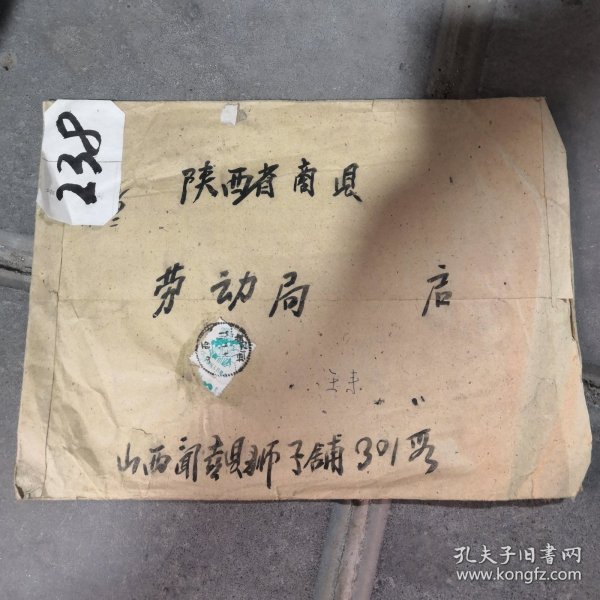 238
陕西省商县
劳动局 启
山西闻喜县狮子铺301号
孔夫子旧书网
www.kongfz.com